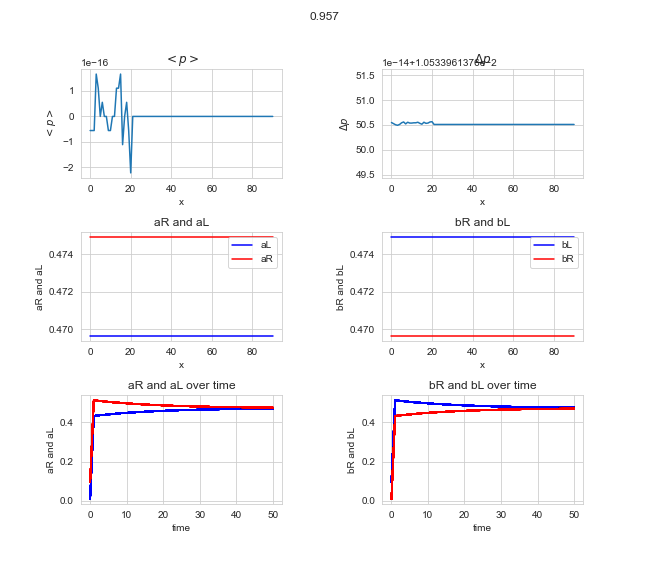 0.957
<p>
1e−16
1
0
−1
−2
<p>
0 20 40 60 80
x
Δp
1e−14+1.0533961376e−2
51.5
51.0
50.5
50.0
49.5
Δp
0 20 40 60 80
x
aR and aL
0.474
0.472
0.470
aR and aL
aL
aR
0 20 40 60 80
x
bR and bL
0.474
0.472
0.470
bR and bL
bL
bR
0 20 40 60 80
x
aR and aL over time
0.4
0.2
0.0
aR and aL
0 10 20 30 40 50
time
bR and bL over time
0.4
0.2
0.0
bR and bL
0 10 20 30 40 50
time